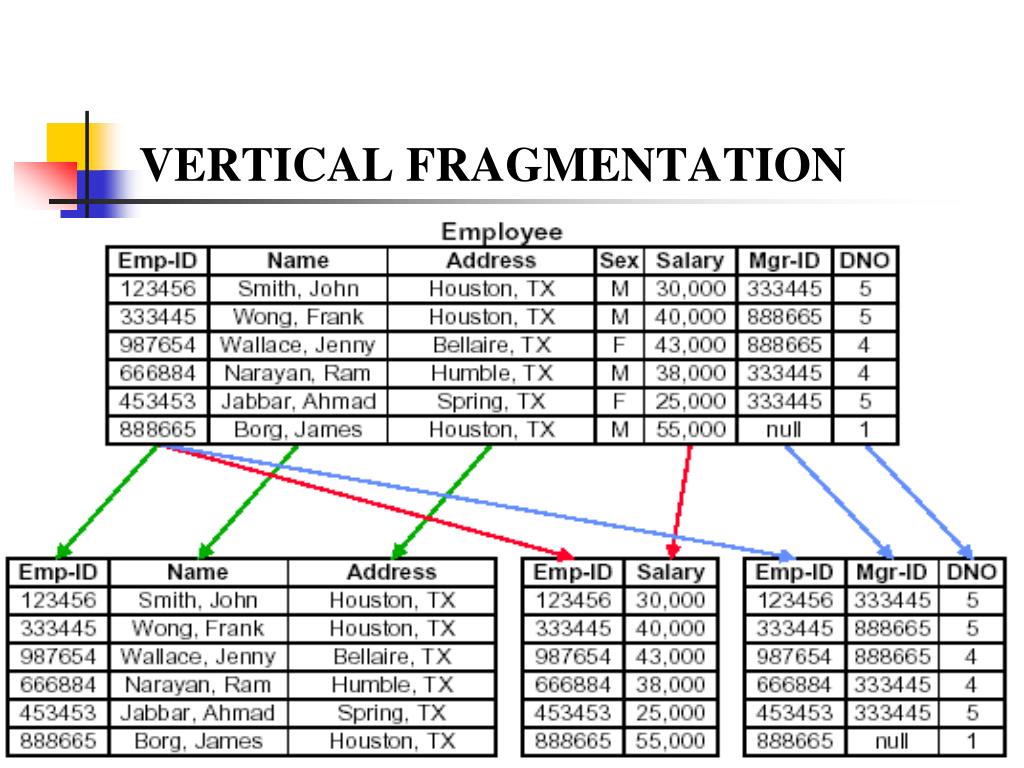 VERTICAL FRAGMENTATION
Employee
Emp-ID Name Address Sex Salary Mgr-ID DNO
123456 Smith, John Houston, TX M 30,000 333445 5
333445 Wong, Frank Houston, TX M 40,000 888665 5
987654 Wallace, Jenny Bellaire, TX F 43,000 888665 4
666884 Narayan, Ram Humble, TX M 38,000 333445 4
453453 Jabbar, Ahmad Spring, TX F 25,000 333445 5
888665 Borg, James Houston, TX M 55,000 null 1
Emp-ID Name Address
123456 Smith, John Houston, TX
333445 Wong, Frank Houston, TX
987654 Wallace, Jenny Bellaire, TX
666884 Narayan, Ram Humble, TX
453453 Jabbar, Ahmad Spring, TX
888665 Borg, James Houston, TX
Emp-ID Salary
123456 30,000
333445 40,000
987654 43,000
666884 38,000
453453 25,000
888665 55,000
Emp-ID Mgr-ID DNO
123456 333445 5
333445 888665 5
987654 888665 4
666884 333445 4
453453 333445 5
888665 null 1